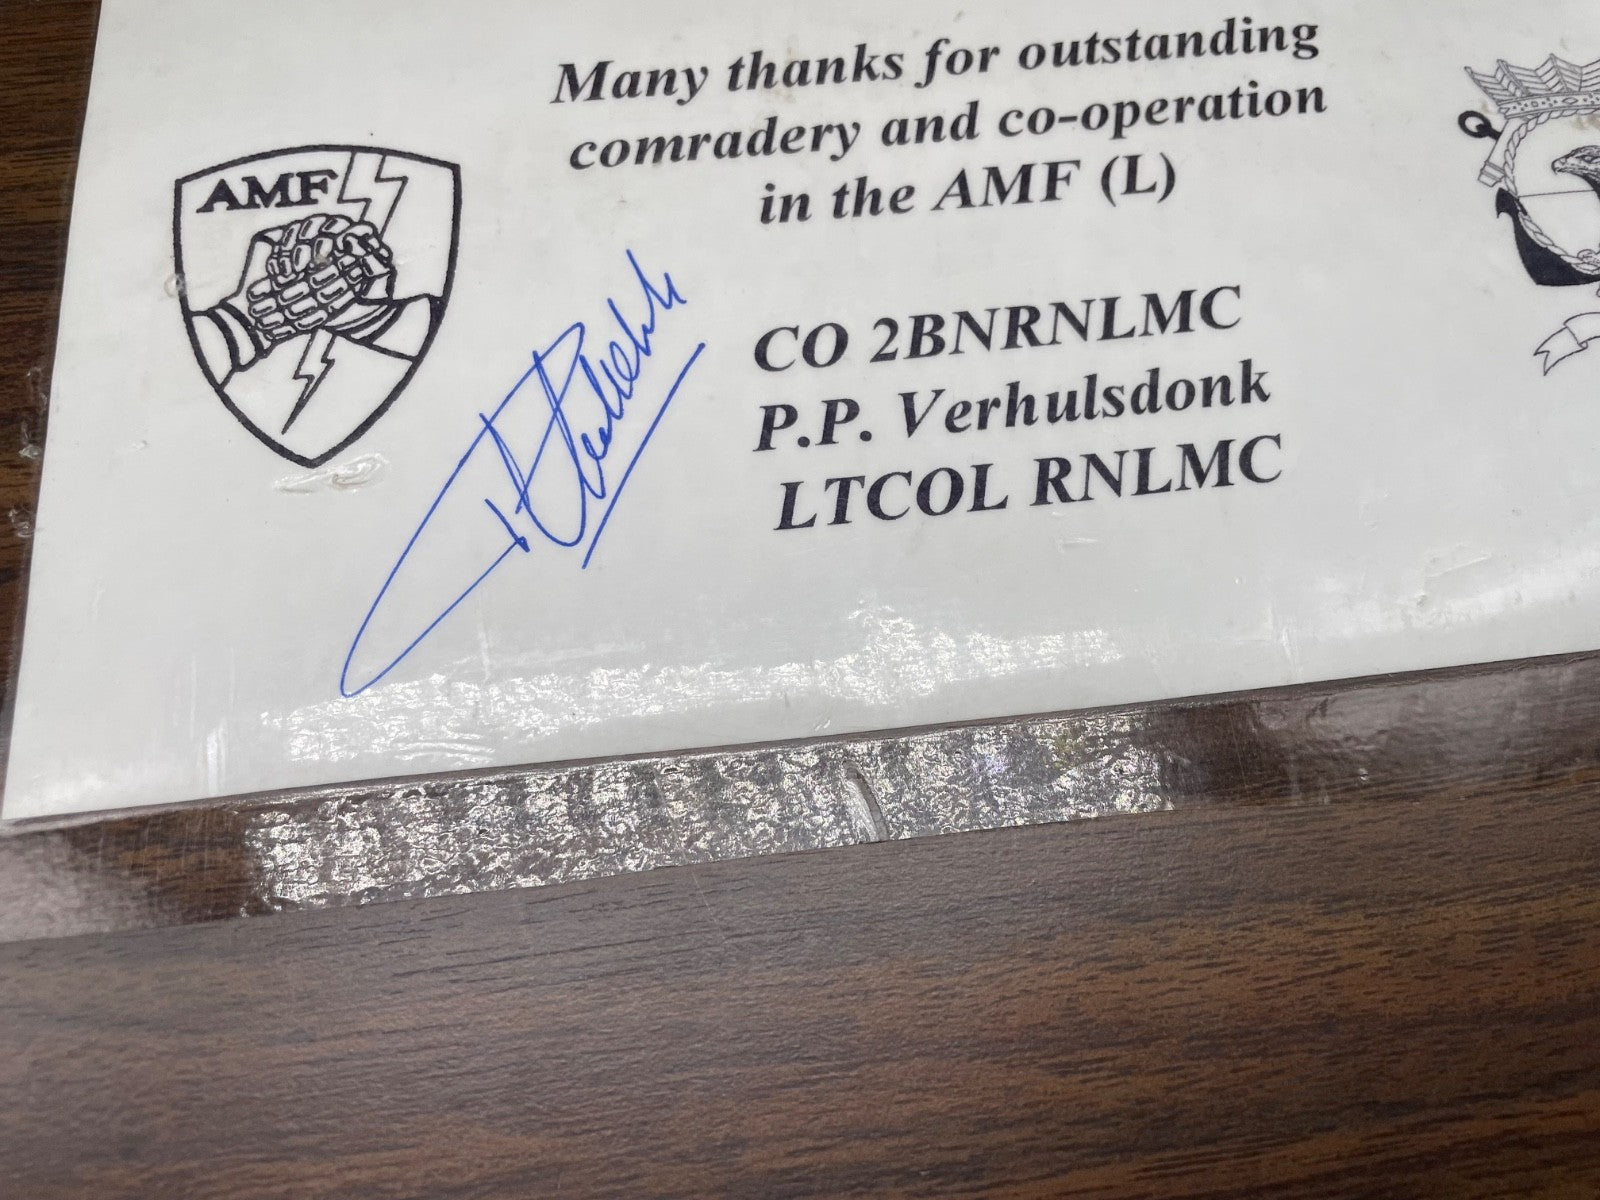 Many thanks for outstanding
comradery and co-operation
in the AMF (L)
AMF
CO 2BNRNLMC
P.P. Verhulsdonk
LTCOL RNLMC